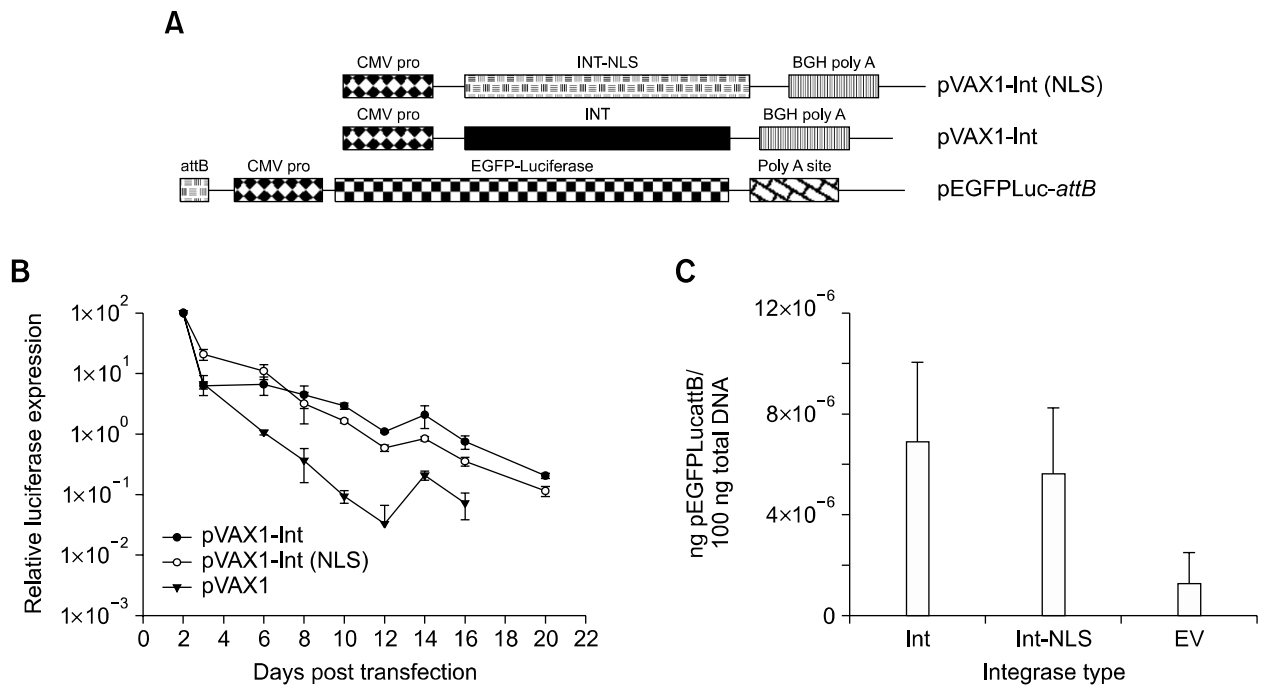 A
CMV pro INT-NLS BGH poly A
pVAX1-Int (NLS)
CMV pro INT BGH poly A
pVAX1-Int
attB CMV pro EGFP-Luciferase Poly A site
pEGFPLuc-attB
B
Relative luciferase expression
1×10²
1×10¹
1×10⁰
1×10⁻¹
1×10⁻²
1×10⁻³
pVAX1-Int
pVAX1-Int (NLS)
pVAX1
0 2 4 6 8 10 12 14 16 18 20 22
Days post transfection
C
ng pEGFPLucattB/
100 ng total DNA
12×10⁻⁶
8×10⁻⁶
4×10⁻⁶
0
Int Int-NLS EV
Integrase type